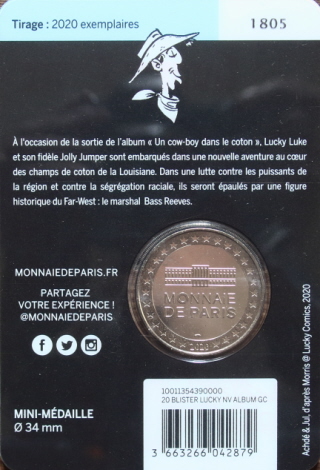 Tirage : 2020 exemplaires
1805
À l'occasion de la sortie de l'album « Un cow-boy dans le coton », Lucky Luke
et son fidèle Jolly Jumper sont embarqués dans une nouvelle aventure au cœur
des champs de coton de la Louisiane. Dans une lutte contre les puissants de
la région et contre la ségrégation raciale, ils seront épaulés par une figure
historique du Far-West : le marshal Bass Reeves.
MONNAIEDEPARIS.FR
PARTAGEZ
VOTRE EXPÉRIENCE !
@MONNAIEDEPARIS
MONNAIE
DE PARIS
2020
MINI-MÉDAILLE
Ø 34 mm
10011354390000
20 BLISTER LUCKY NV ALBUM GC
3 663266 042879
Achdé & Jul, d'après Morris @ Lucky Comics, 2020